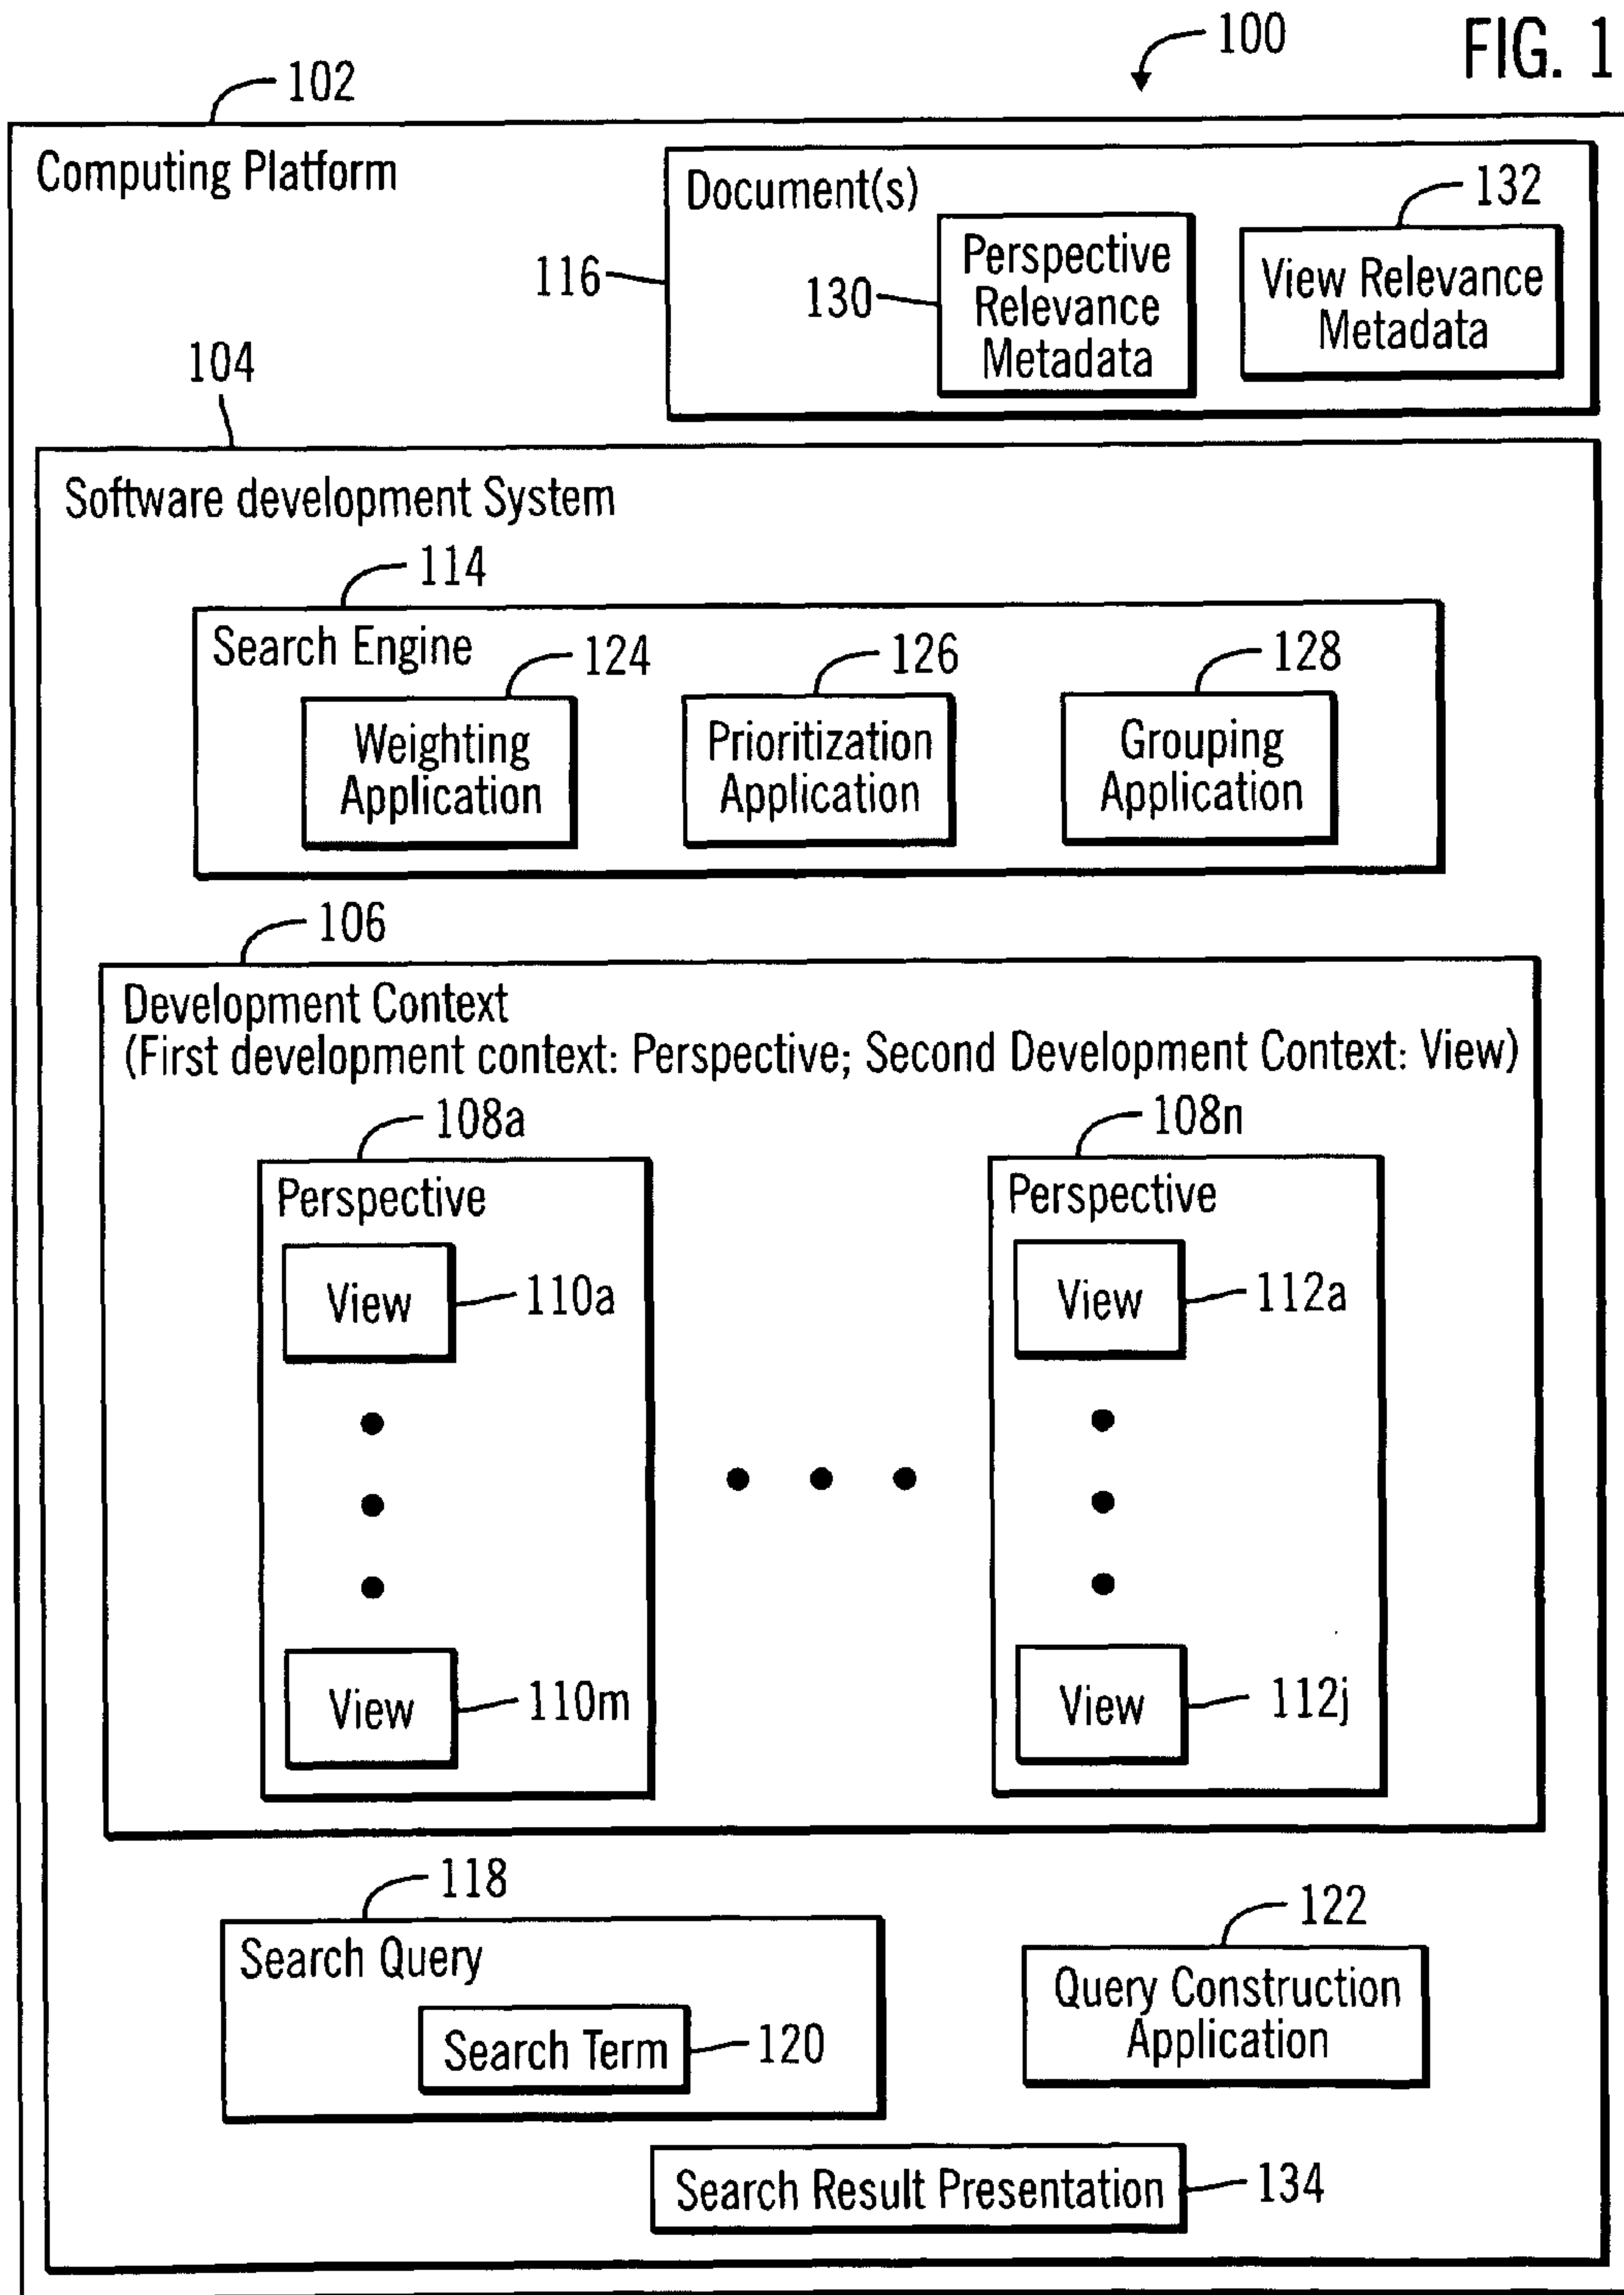 100
FIG. 1
102
Computing Platform
Document(s)
132
116
130
Perspective
Relevance
Metadata
View Relevance
Metadata
104
Software development System
114
Search Engine
124
126
128
Weighting
Application
Prioritization
Application
Grouping
Application
106
Development Context
(First development context: Perspective; Second Development Context: View)
108a
108n
Perspective
Perspective
View
110a
View
112a
View
110m
View
112j
118
122
Search Query
Query Construction
Application
Search Term
120
Search Result Presentation
134